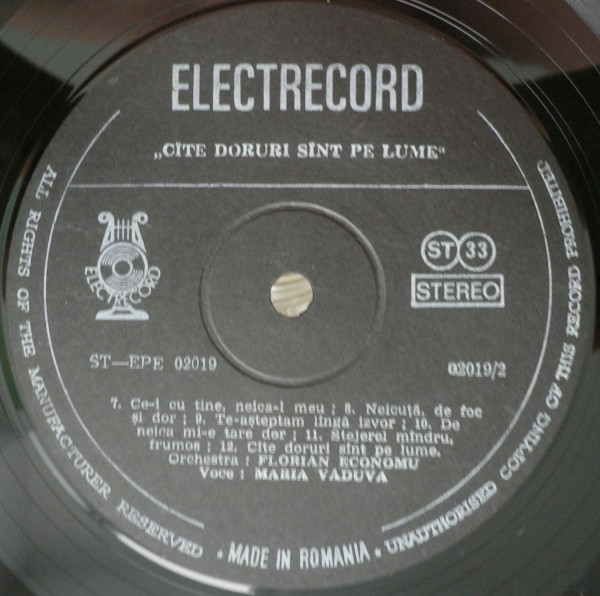 ELECTRECORD
„CÎTE DORURI SÎNT PE LUME“
ELECTRECORD
ST 33
STEREO
ST—EPE 02019
02019/2
7. Ce-i cu tine, neica-l meu ; 8. Neicuță, de foc
și dor ; 9. Te-așteptam lîngă izvor ; 10. De
neica mi-e tare dor ; 11. Stejerel mîndru,
frumos ; 12. Cîte doruri sînt pe lume.
Orchestra : FLORIAN ECONOMU
Voce : MARIA VADUVA
ALL RIGHTS OF THE MANUFACTURER RESERVED • MADE IN ROMANIA • UNAUTHORISED COPYING OF THIS RECORD PROHIBITED